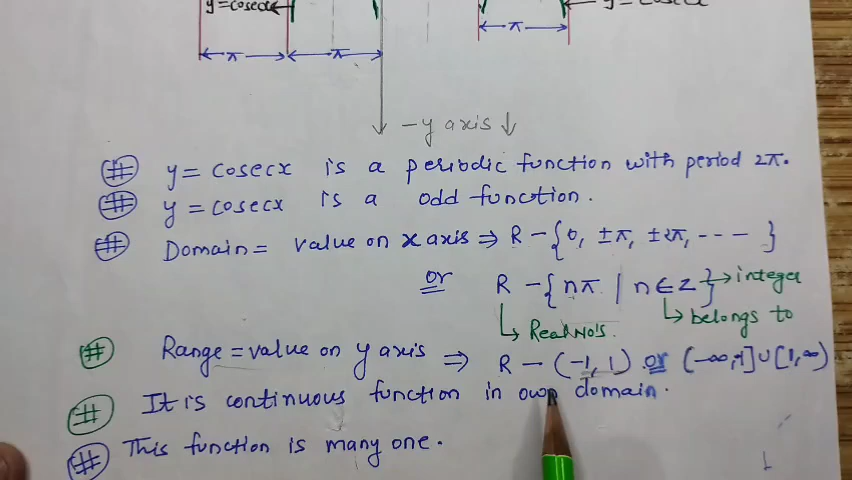 y=cosecx y=cosecx
π π π
-y axis ↓
# y = cosecx is a periodic function with period 2π.
# y = cosecx is a odd function.
# Domain = value on x axis ⇒ R - {0, ±π, ±2π, ---- }
or R - {nπ | n ∈ Z} → integer
↳ Real No's. ↳ belongs to
# Range = value on y axis ⇒ R - (-1, 1) or (-∞,-1]∪[1,∞)
# It is continuous function in own domain.
# This function is many one.